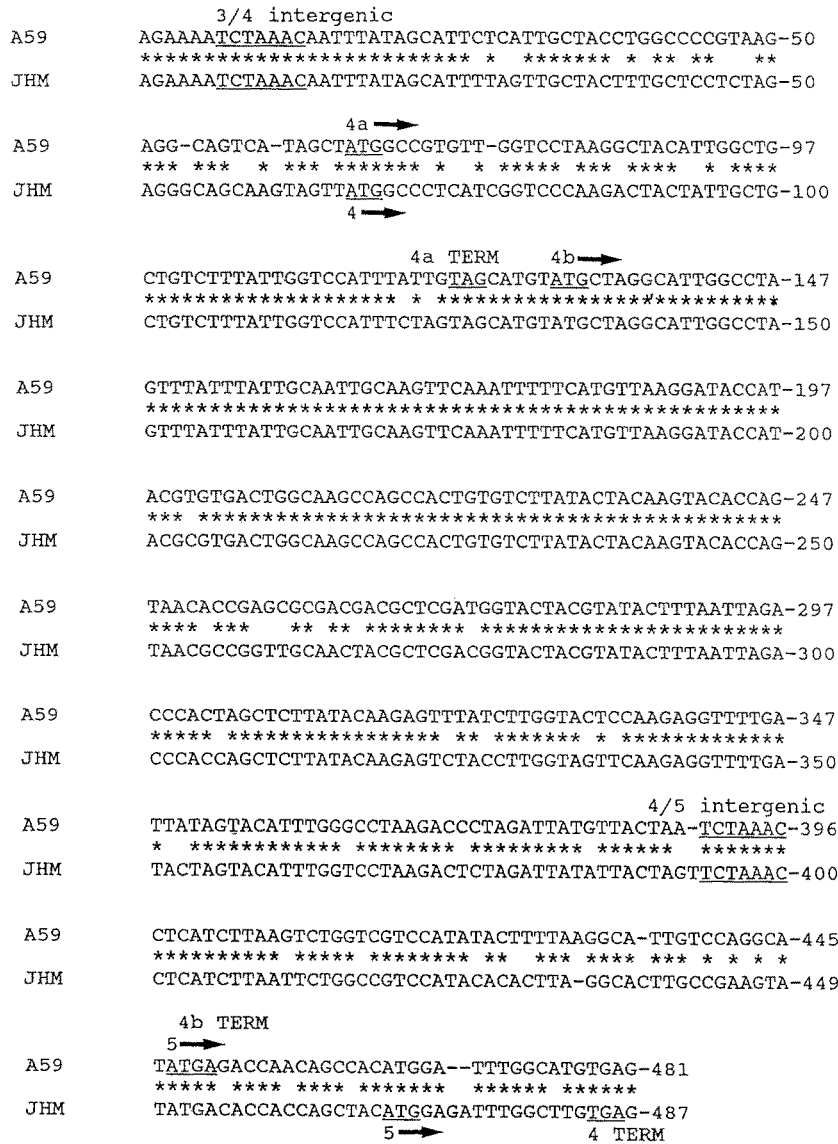 3/4 intergenic
A59 AGAAAATCTAAACAATTTATAGCATTCTCATTGCTACCTGGCCCCGTAAG-50
************************** * ******* * ** ** **
JHM AGAAAATCTAAACAATTTATAGCATTTTAGTTGCTACTTTGCTCCTCTAG-50
4a
A59 AGG-CAGTCA-TAGCTATGGCCGTGTT-GGTCCTAAGGCTACATTGGCTG-97
*** *** * *** ****** * * ***** *** **** * ****
JHM AGGGCAGCAAGTAGTTATGGCCCTCATCGGTCCCAAGACTACTATTGCTG-100
4
4a TERM 4b
A59 CTGTCTTTATTGGTCCATTTATTGTAGCATGTATGCTAGGCATTGGCCTA-147
******************** * ***************************
JHM CTGTCTTTATTGGTCCATTTCTAGTAGCATGTATGCTAGGCATTGGCCTA-150
A59 GTTTATTTATTGCAATTGCAAGTTCAAATTTTTCATGTTAAGGATACCAT-197
**************************************************
JHM GTTTATTTATTGCAATTGCAAGTTCAAATTTTTCATGTTAAGGATACCAT-200
A59 ACGTGTGACTGGCAAGCCAGCCACTGTGTCTTATACTACAAGTACACCAG-247
*** **********************************************
JHM ACGCGTGACTGGCAAGCCAGCCACTGTGTCTTATACTACAAGTACACCAG-250
A59 TAACACCGAGCGCGACGACGCTCGATGGTACTACGTATACTTTAATTAGA-297
**** *** ** ** ******** ************************
JHM TAACGCCGGTTGCAACTACGCTCGACGGTACTACGTATACTTTAATTAGA-300
A59 CCCACTAGCTCTTATACAAGAGTTTATCTTGGTACTCCAAGAGGTTTTGA-347
***** ***************** ** ******* * *************
JHM CCCACCAGCTCTTATACAAGAGTCTACCTTGGTAGTTCAAGAGGTTTTGA-350
4/5 intergenic
A59 TTATAGTACATTTGGGCCTAAGACCCTAGATTATGTTACTAA-TCTAAAC-396
* ************ ******** ********* ****** *******
JHM TACTAGTACATTTGGTCCTAAGACTCTAGATTATATTACTAGTTCTAAAC-400
A59 CTCATCTTAAGTCTGGTCGTCCATATACTTTTAAGGCA-TTGTCCAGGCA-445
********** ***** ******** ** *** **** *** * * * *
JHM CTCATCTTAATTCTGGCCGTCCATACACACTTA-GGCACTTGCCGAAGTA-449
4b TERM
5
A59 TATGAGACCAACAGCCACATGGA--TTTGGCATGTGAG-481
***** **** **** ******* ****** ******
JHM TATGACACCACCAGCTACATGGAGATTTGGCTTGTGAG-487
5 4 TERM